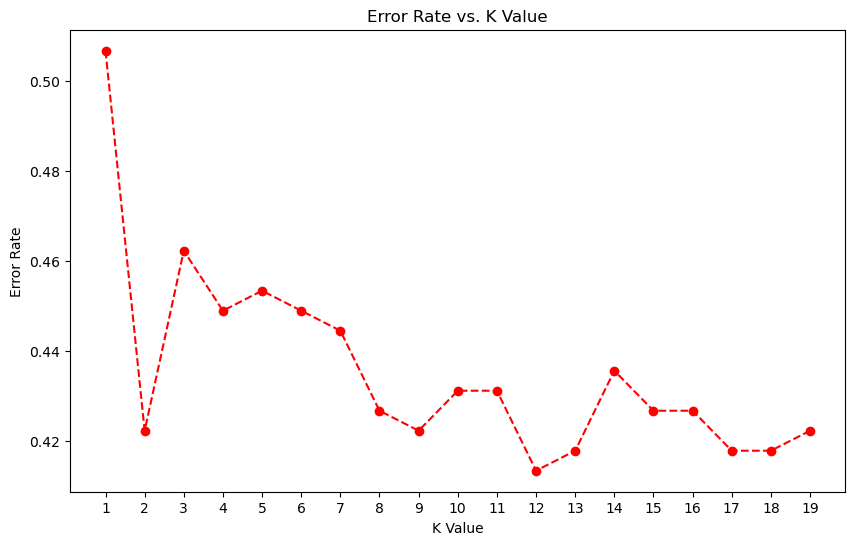 Error Rate vs. K Value
0.50
0.48
0.46
0.44
0.42
Error Rate
1 2 3 4 5 6 7 8 9 10 11 12 13 14 15 16 17 18 19
K Value